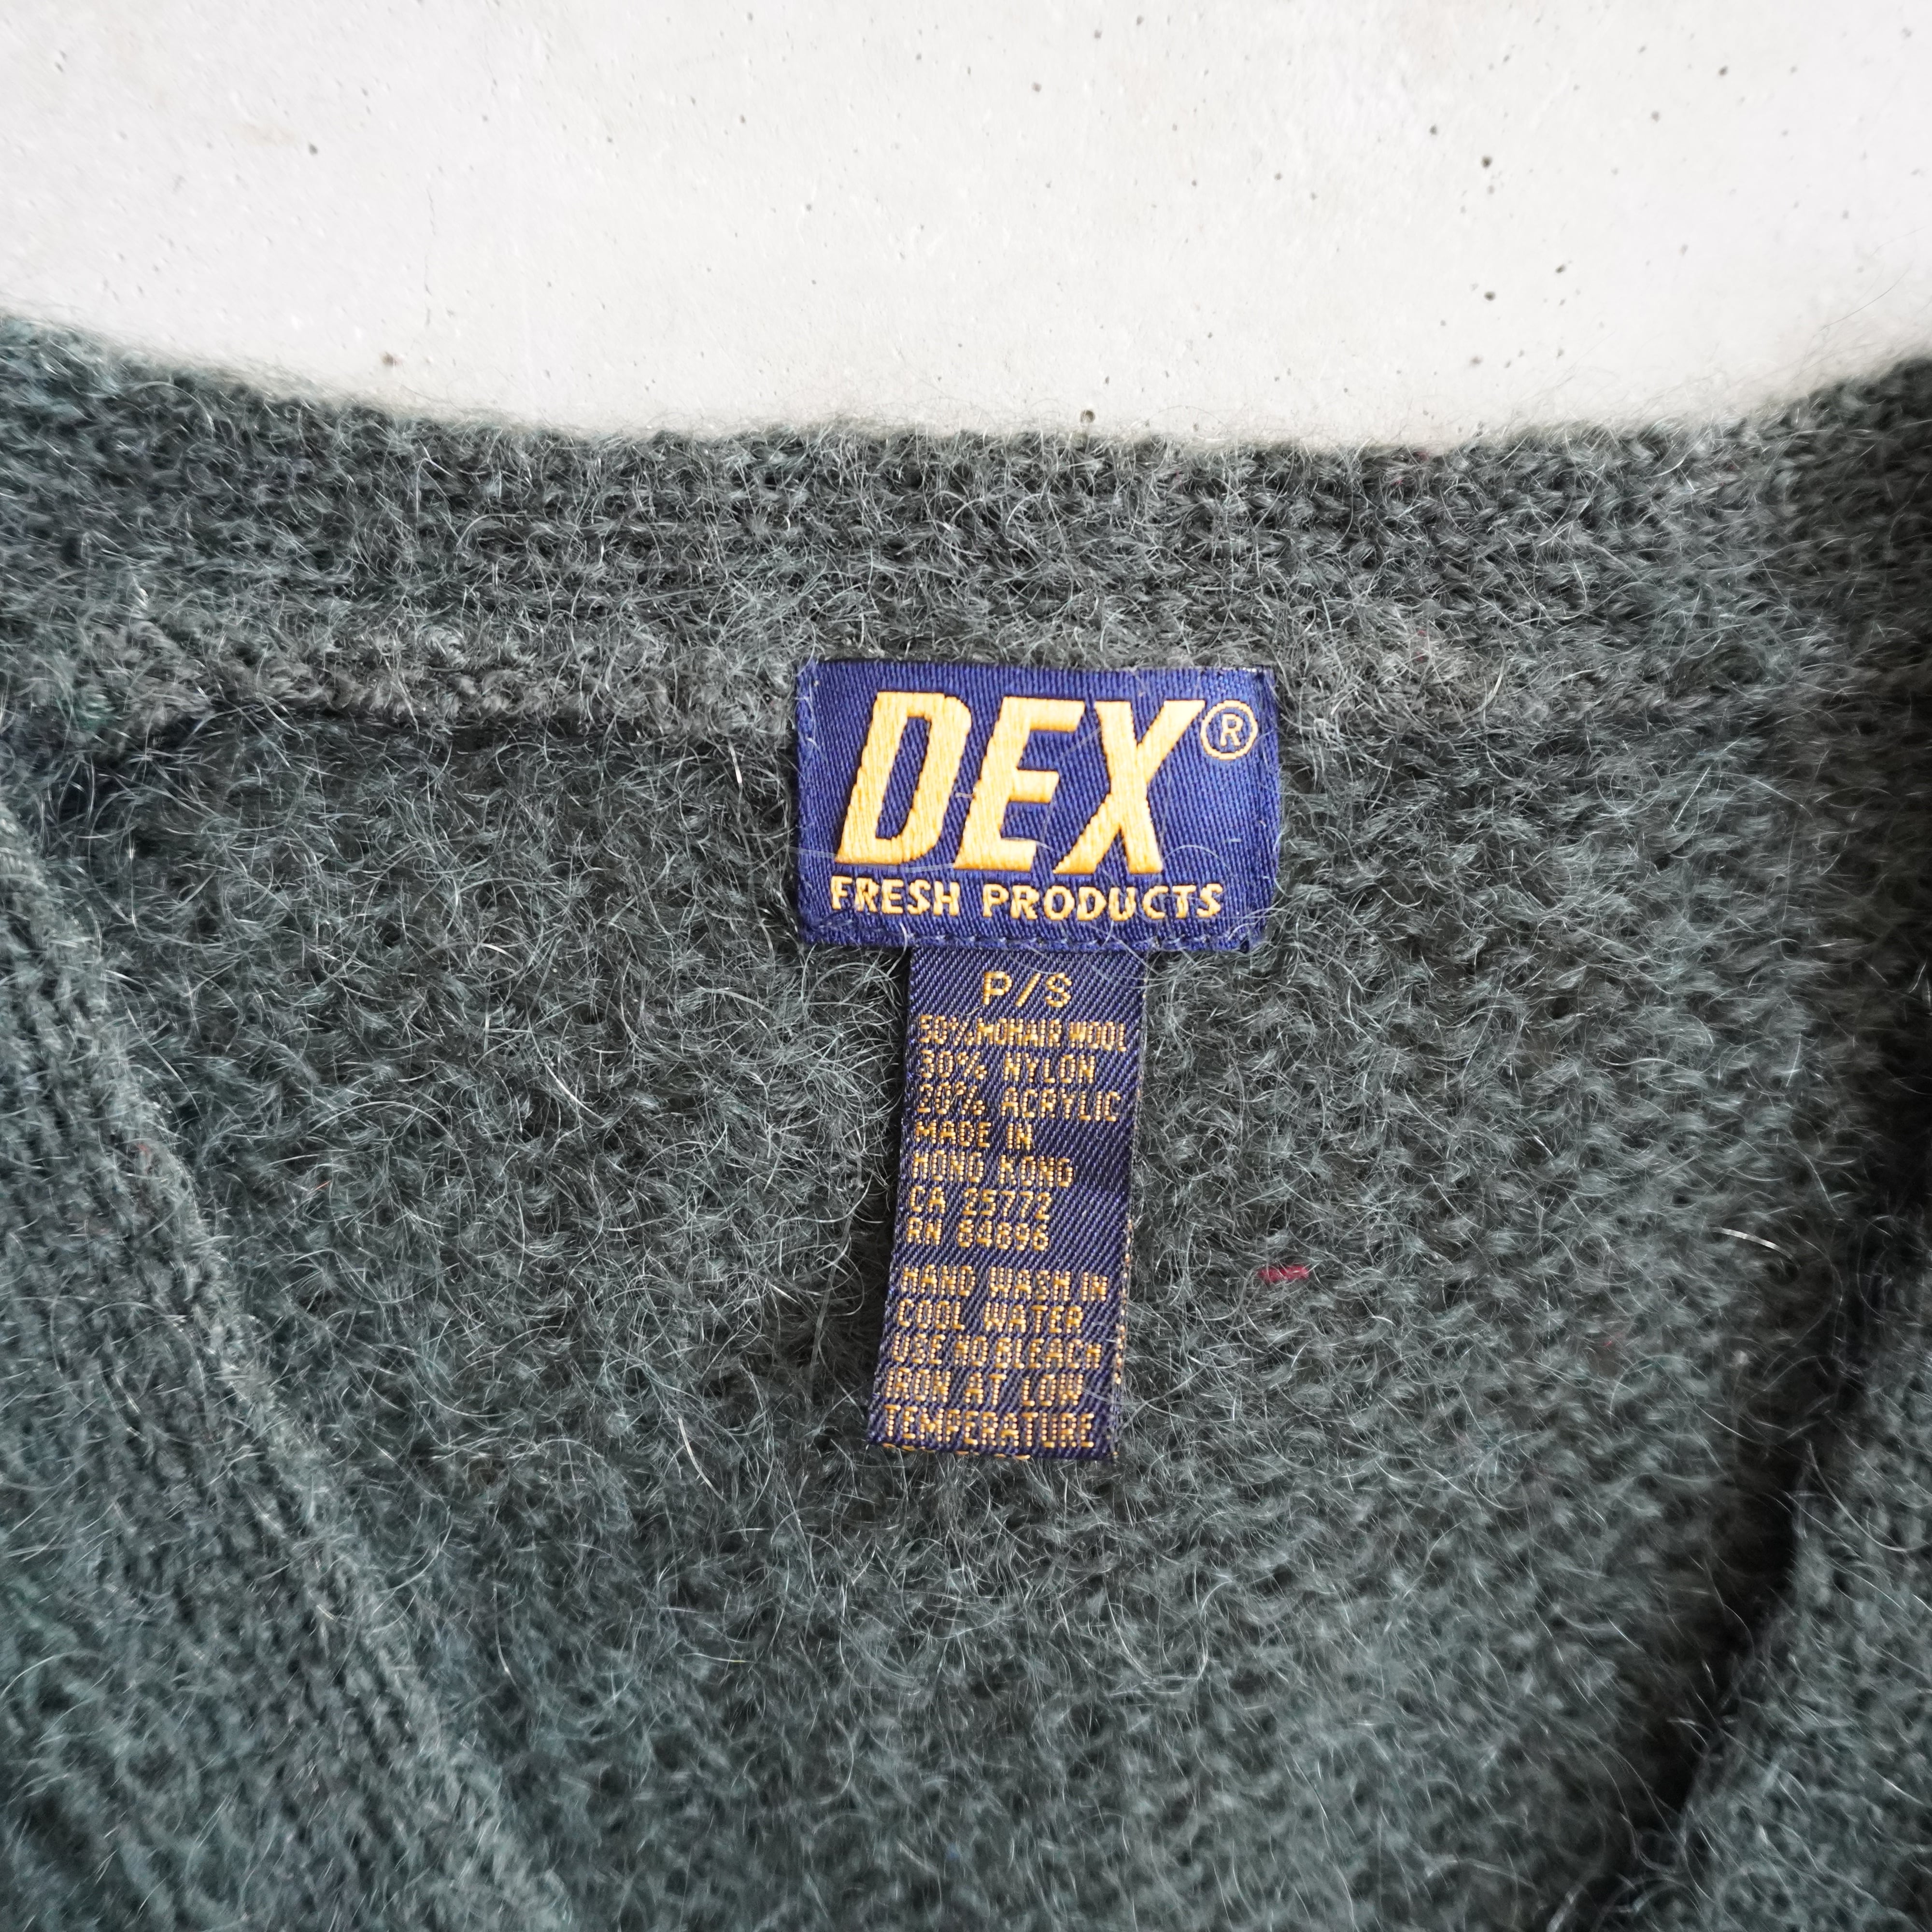 DEX®
FRESH PRODUCTS
P/S
50% MOHAIR WOOL
30% NYLON
20% ACRYLIC
MADE IN
HONG KONG
CA 25772
RN 64896
HAND WASH IN
COOL WATER
USE NO BLEACH
IRON AT LOW
TEMPERATURE